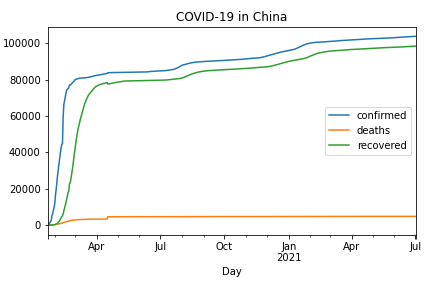 COVID-19 in China
100000
80000
60000
40000
20000
0
confirmed
deaths
recovered
Apr Jul Oct Jan Apr Jul
2021
Day